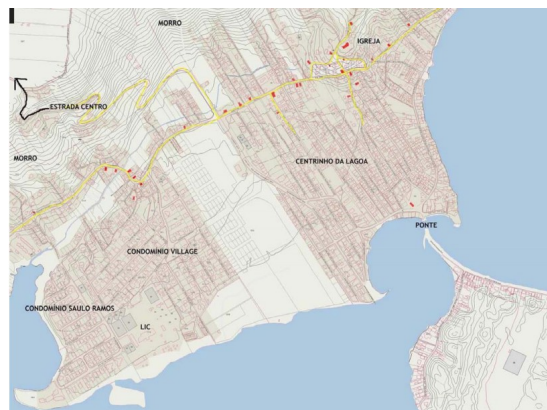 MORRO
IGREJA
ESTRADA CENTRO
MORRO
CENTRINHO DA LAGOA
PONTE
CONDOMÍNIO VILLAGE
CONDOMÍNIO SAULO RAMOS
LIC